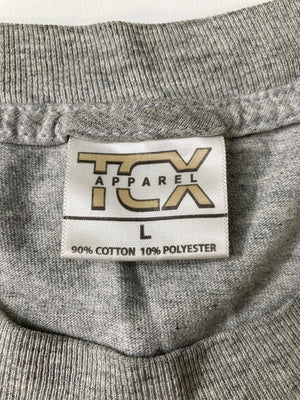 TCX
APPAREL
L
90% COTTON 10% POLYESTER